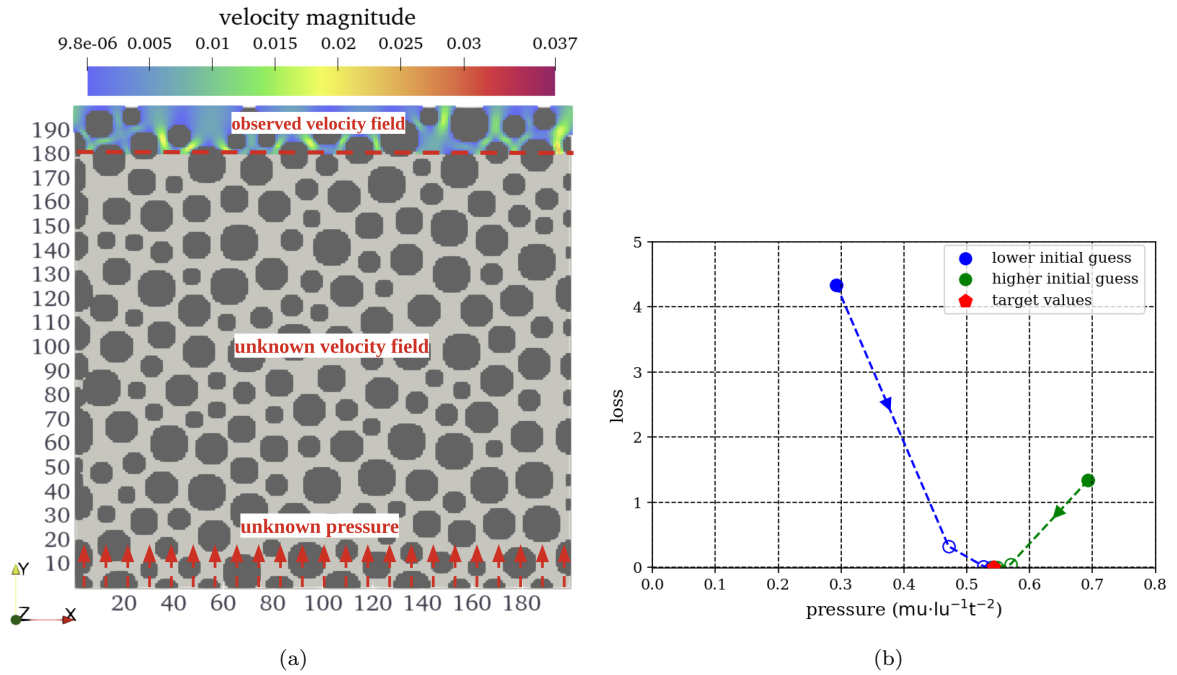 velocity magnitude
9.8e-06 0.005 0.01 0.015 0.02 0.025 0.03 0.037
observed velocity field
190
180
170
160
150
140
130
120
110
100
90
80
70
60
50
40
30
20
10
unknown velocity field
unknown pressure
Y
Z X
20 40 60 80 100 120 140 160 180
(a)
5
4
3
2
1
0
loss
lower initial guess
higher initial guess
target values
0.0 0.1 0.2 0.3 0.4 0.5 0.6 0.7 0.8
pressure (mu·lu⁻¹t⁻²)
(b)